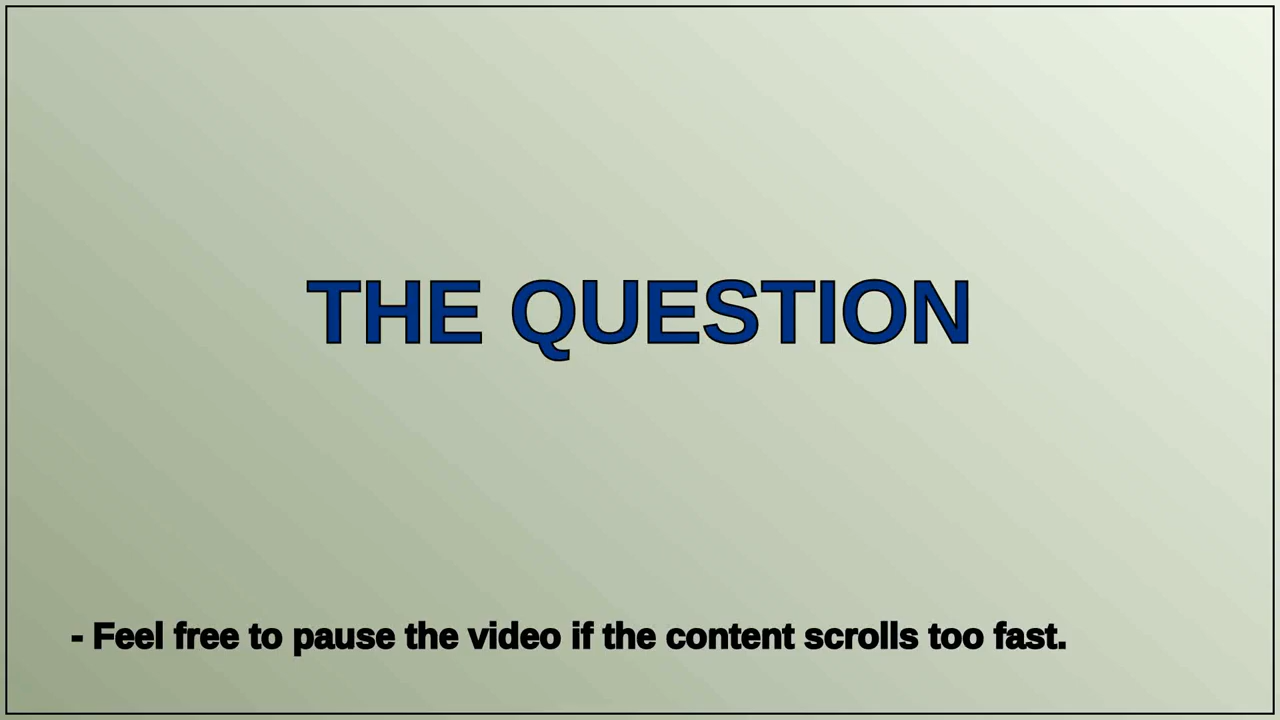 THE QUESTION
- Feel free to pause the video if the content scrolls too fast.